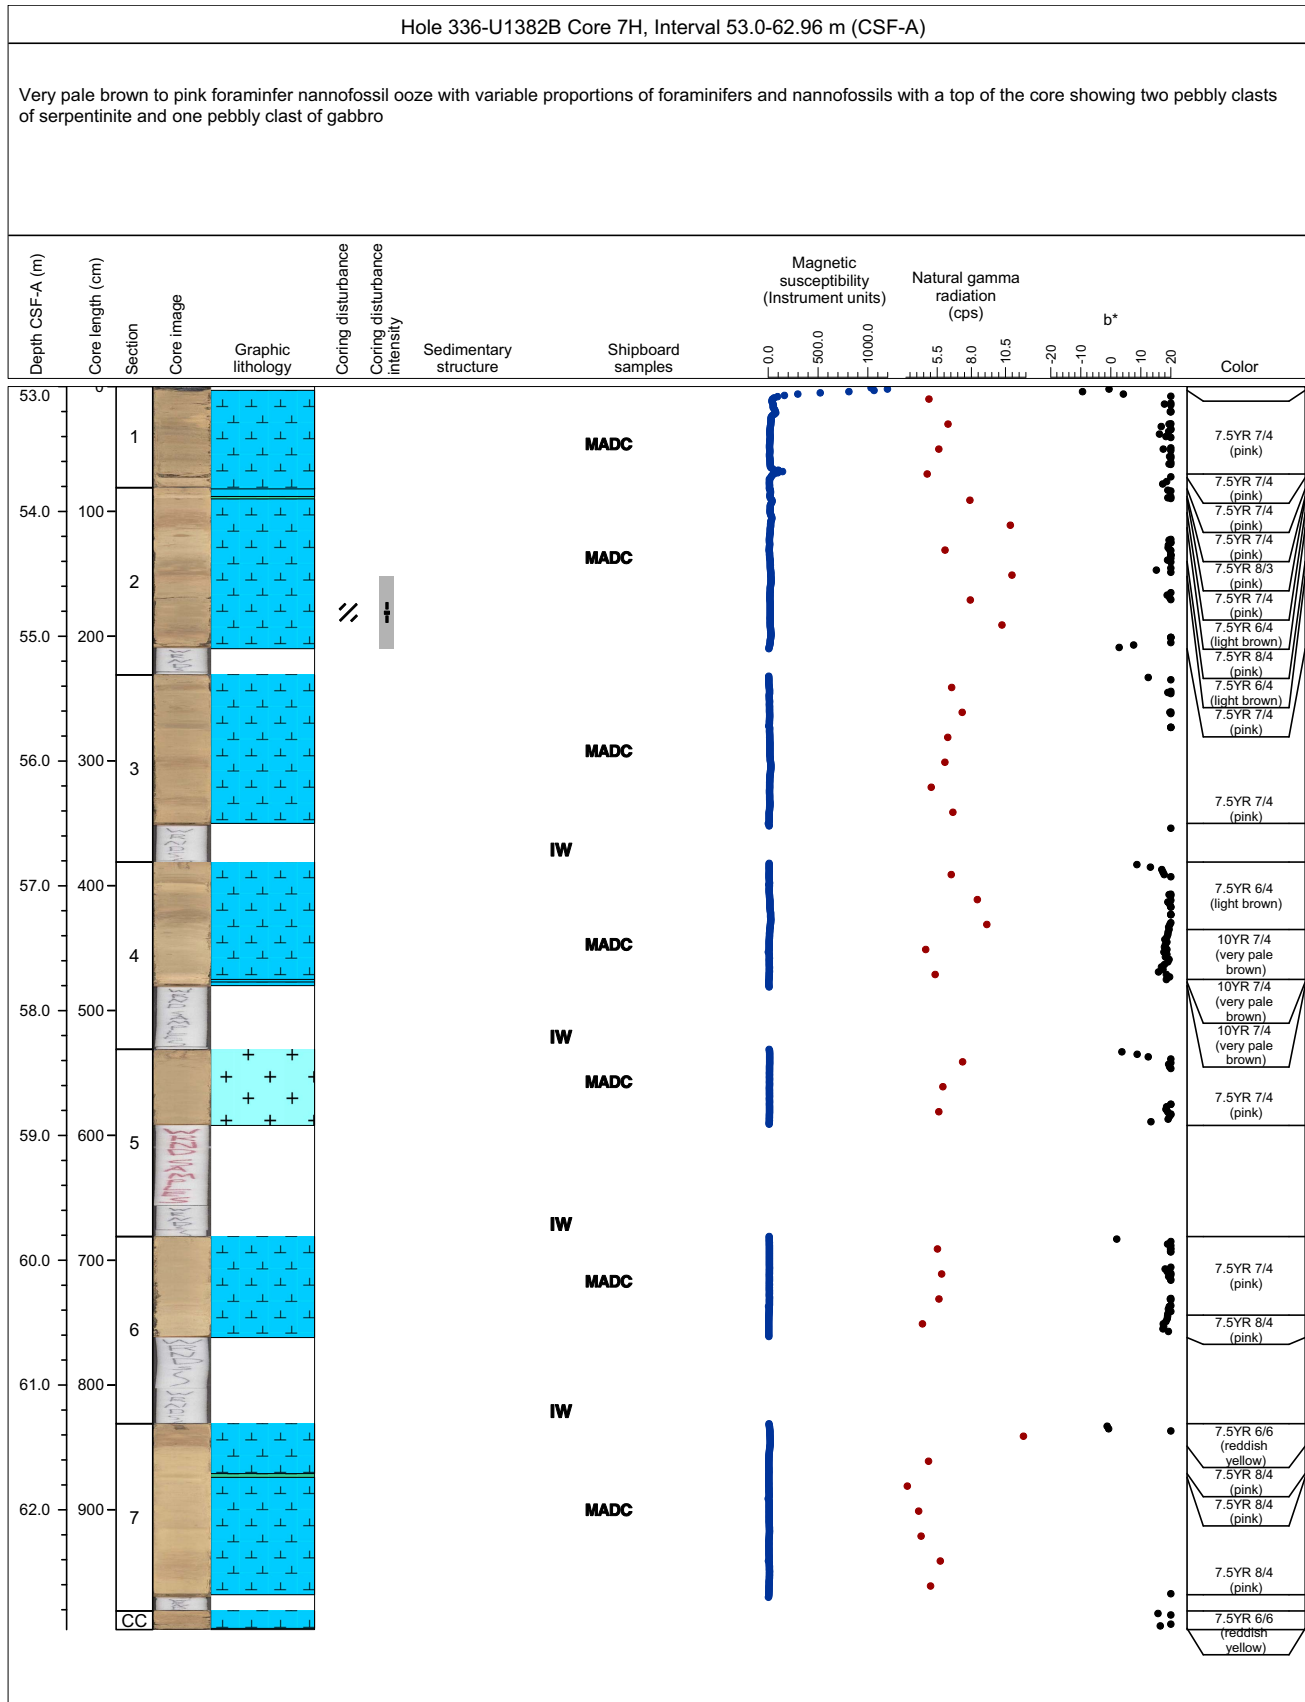 Hole 336-U1382B Core 7H, Interval 53.0-62.96 m (CSF-A)
Very pale brown to pink foraminfer nannofossil ooze with variable proportions of foraminifers and nannofossils with a top of the core showing two pebbly clasts
of serpentinite and one pebbly clast of gabbro
Depth CSF-A (m)
Core length (cm)
Section
Core image
Graphic
lithology
Coring disturbance
Coring disturbance
intensity
Sedimentary
structure
Shipboard
samples
Magnetic
susceptibility
(Instrument units)
0.0
500.0
1000.0
Natural gamma
radiation
(cps)
5.5
8.0
10.5
b*
-20
-10
0
10
20
Color
53.0
54.0
55.0
56.0
57.0
58.0
59.0
60.0
61.0
62.0
0
100
200
300
400
500
600
700
800
900
1
2
3
4
5
6
7
CC
MADC
MADC
MADC
IW
MADC
IW
MADC
IW
MADC
IW
MADC
7.5YR 7/4
(pink)
7.5YR 7/4
(pink)
7.5YR 7/4
(pink)
7.5YR 7/4
(pink)
7.5YR 8/3
(pink)
7.5YR 7/4
(pink)
7.5YR 6/4
(light brown)
7.5YR 8/4
(pink)
7.5YR 6/4
(light brown)
7.5YR 7/4
(pink)
7.5YR 7/4
(pink)
7.5YR 6/4
(light brown)
10YR 7/4
(very pale
brown)
10YR 7/4
(very pale
brown)
10YR 7/4
(very pale
brown)
7.5YR 7/4
(pink)
7.5YR 7/4
(pink)
7.5YR 8/4
(pink)
7.5YR 6/6
(reddish
yellow)
7.5YR 8/4
(pink)
7.5YR 8/4
(pink)
7.5YR 8/4
(pink)
7.5YR 6/6
(reddish
yellow)